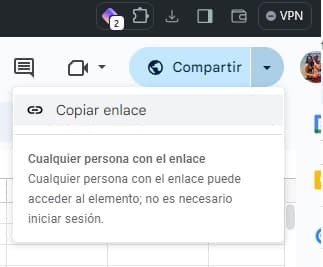 2
VPN
Compartir
Copiar enlace
Cualquier persona con el enlace
Cualquier persona con el enlace puede
acceder al elemento; no es necesario
iniciar sesión.